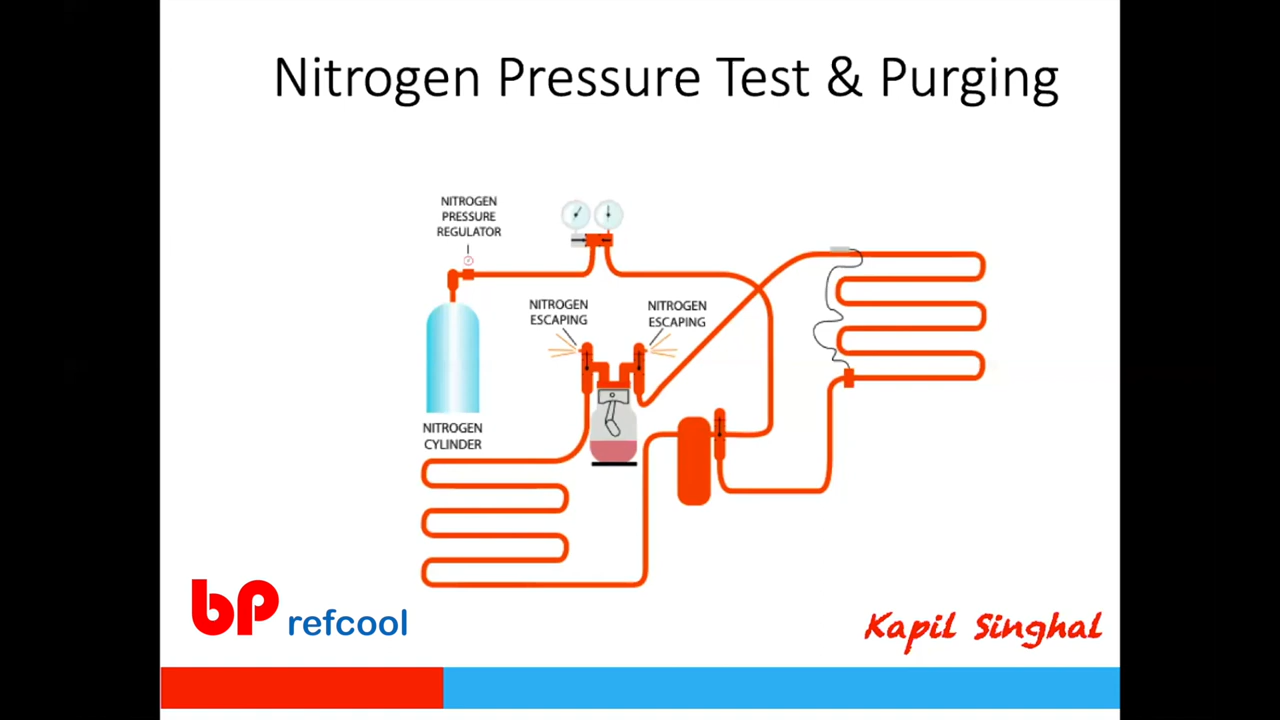 Nitrogen Pressure Test & Purging
NITROGEN
PRESSURE
REGULATOR
NITROGEN
ESCAPING
NITROGEN
ESCAPING
NITROGEN
CYLINDER
bp refcool
Kapil Singhal